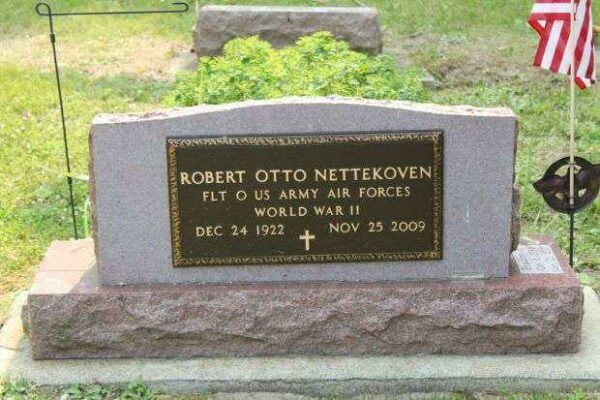 ROBERT OTTO NETTEKOVEN
FLT O US ARMY AIR FORCES
WORLD WAR II
DEC 24 1922 NOV 25 2009